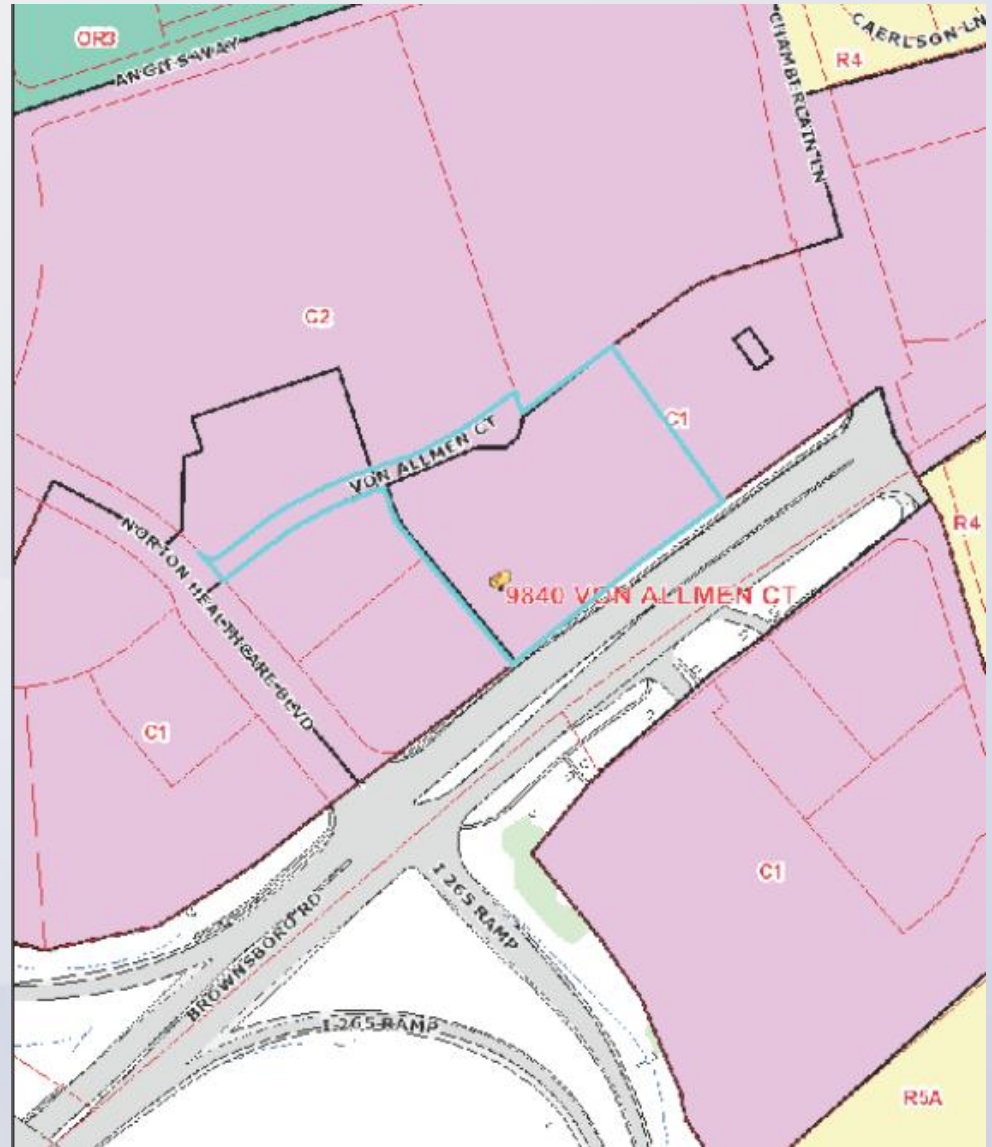 OR3
ANGIES WAY
CHAMBERLAIN LN
CAERLSON LN
R4
C2
C1
VON ALLMEN CT
NORTON HEALTHCARE BLVD
R4
9840 VON ALLMEN CT
C1
C1
I 265 RAMP
BROWNSBORO RD
I 265 RAMP
R5A